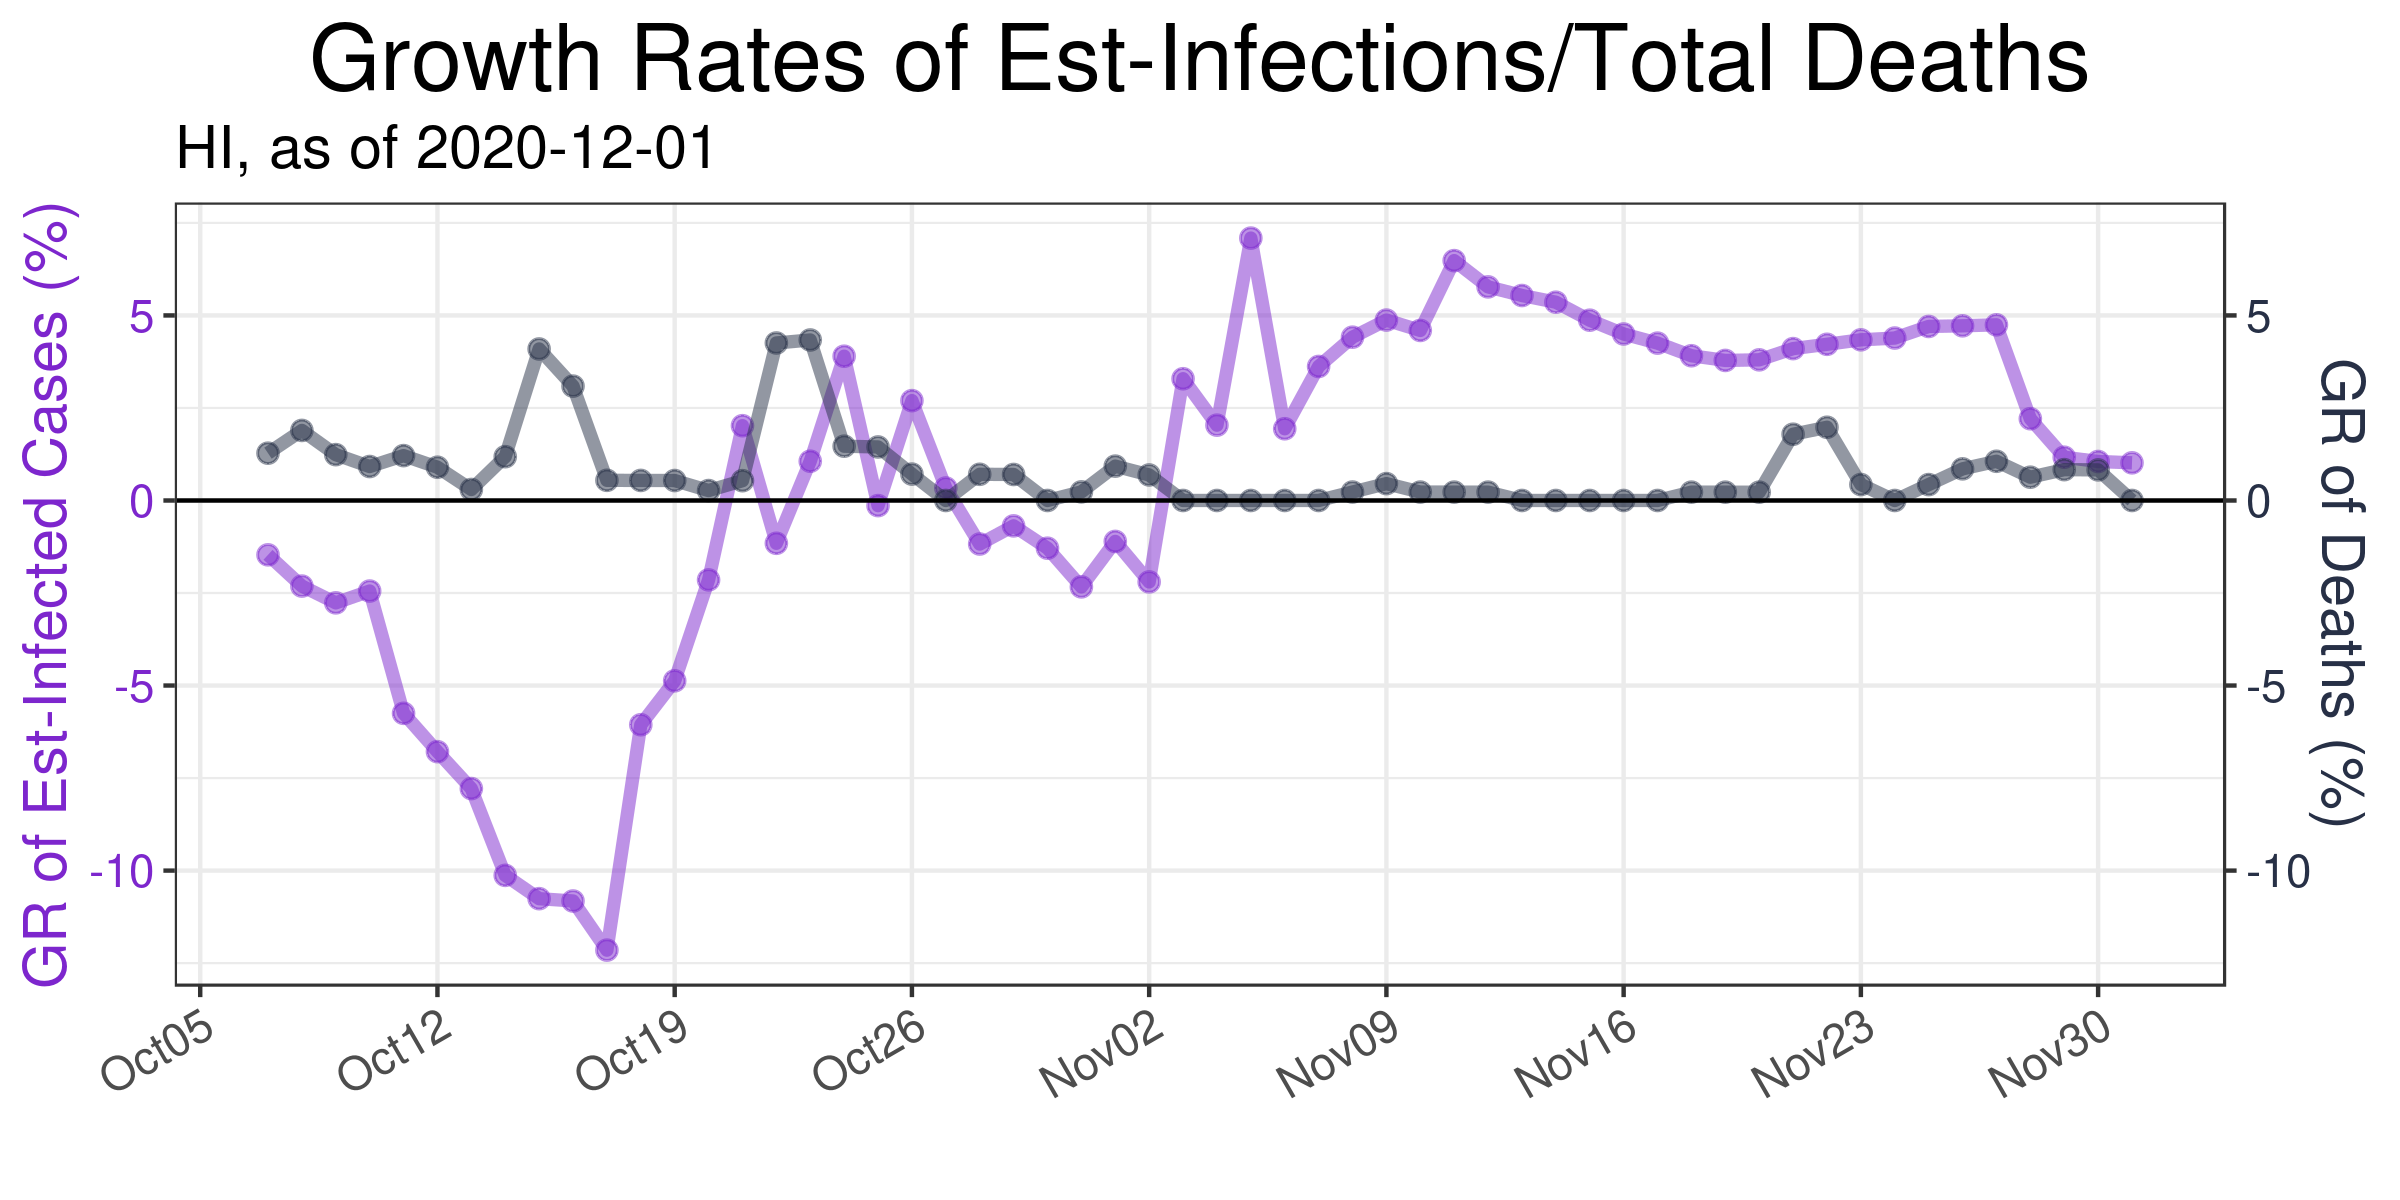 Growth Rates of Est-Infections/Total Deaths
HI, as of 2020-12-01
GR of Est-Infected Cases (%)
5
0
-5
-10
5
0
-5
-10
GR of Deaths (%)
Oct05
Oct12
Oct19
Oct26
Nov02
Nov09
Nov16
Nov23
Nov30